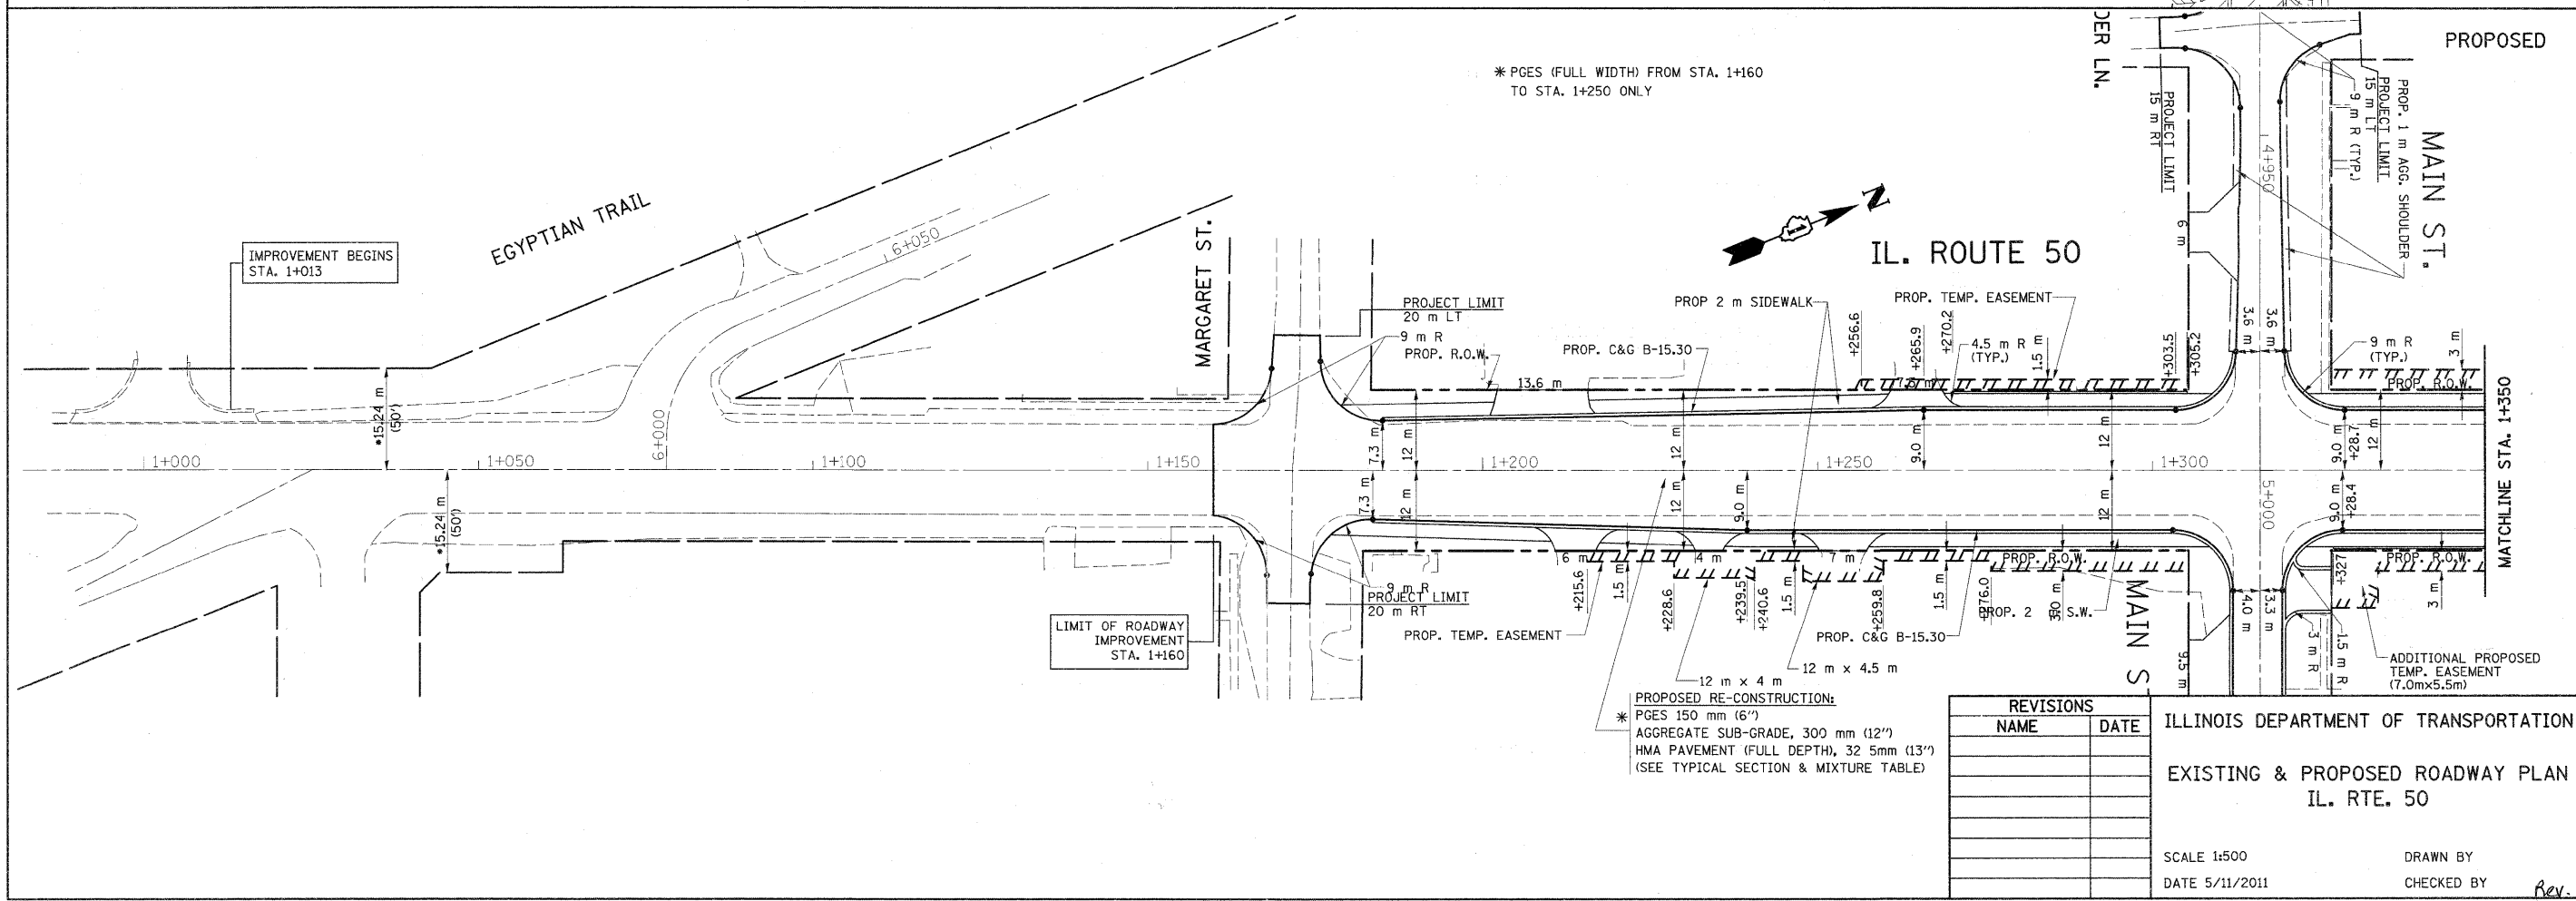 PROPOSED
* PGES (FULL WIDTH) FROM STA. 1+160
TO STA. 1+250 ONLY
DER LN.
PROJECT LIMIT
15 m RT
4+950
9 m R (TYP.)
PROJECT LIMIT
15 m LT
PROP. 1 m AGG. SHOULDER
MAIN ST.
EGYPTIAN TRAIL
IMPROVEMENT BEGINS
STA. 1+013
6+050
MARGARET ST.
N
IL. ROUTE 50
6 m
PROJECT LIMIT
20 m LT
9 m R
PROP. R.O.W.
PROP. C&G B-15.30
PROP 2 m SIDEWALK
PROP. TEMP. EASEMENT
+256.6
+265.9
+270.2
4.5 m R
(TYP.)
1.5 m
+303.5
+305.2
3.6 m
3.6 m
9 m R
(TYP.)
3 m
PROP. R.O.W.
13.6 m
*15.24 m
(50')
6+000
7.3 m
12 m
12 m
9.0 m
12 m
9.0 m
+28.7
12 m
MATCHLINE STA. 1+350
1+000
1+050
1+100
1+150
1+200
1+250
1+300
5+000
*15.24 m
(50')
7.3 m
12 m
12 m
9.0 m
12 m
9.0 m
+28.4
6 m
4 m
7 m
PROP. R.O.W.
PROP. R.O.W.
+327
9 m R
PROJECT LIMIT
20 m RT
+215.6
1.5 m
+228.6
+239.5
+240.6
1.5 m
+259.8
1.5 m
+276.0
PROP. 2
S.W.
4.0 m
3.3 m
3 m
LIMIT OF ROADWAY
IMPROVEMENT
STA. 1+160
PROP. TEMP. EASEMENT
PROP. C&G B-15.30
MAIN S
9.5 m
3 m R
1.5 m R
ADDITIONAL PROPOSED
TEMP. EASEMENT
(7.0mx5.5m)
12 m x 4.5 m
12 m x 4 m
PROPOSED RE-CONSTRUCTION:
* PGES 150 mm (6")
AGGREGATE SUB-GRADE, 300 mm (12")
HMA PAVEMENT (FULL DEPTH), 32 5mm (13")
(SEE TYPICAL SECTION & MIXTURE TABLE)
REVISIONS
NAME DATE
ILLINOIS DEPARTMENT OF TRANSPORTATION
EXISTING & PROPOSED ROADWAY PLAN
IL. RTE. 50
SCALE 1:500
DRAWN BY
DATE 5/11/2011
CHECKED BY
Rev.